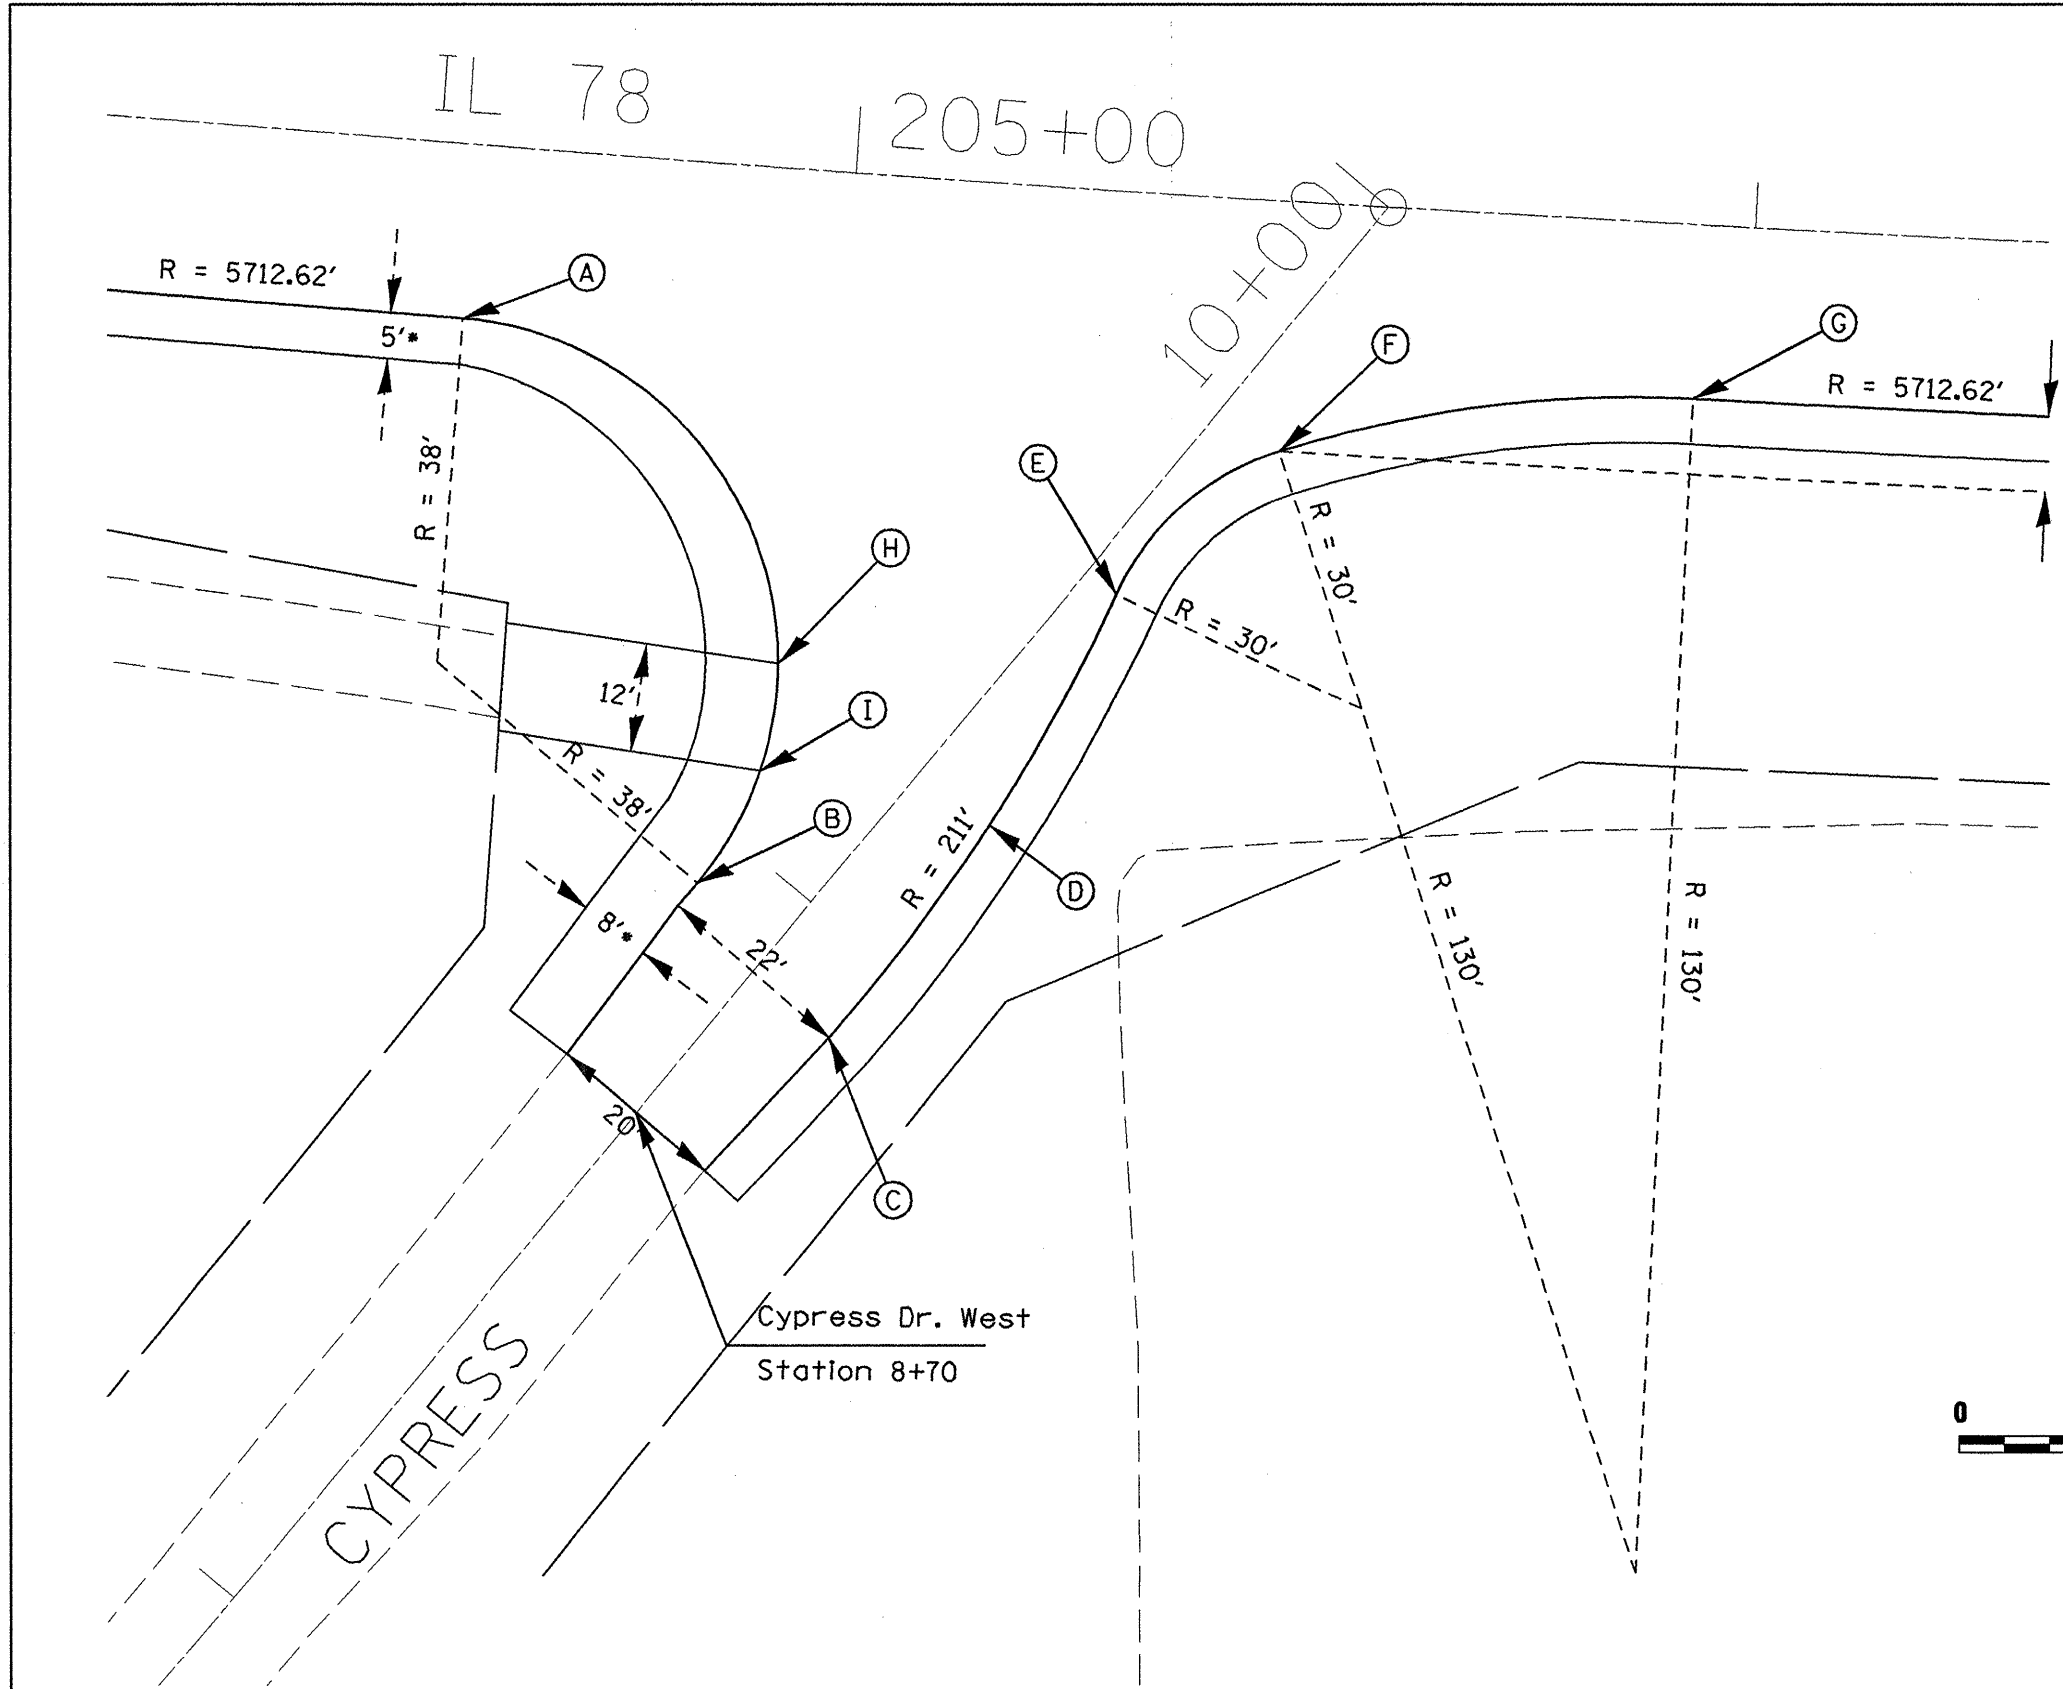 IL 78
205+00
10+00
R = 5712.62'
A
5'*
R = 38'
H
12'
I
R = 38'
B
8'*
22'
20'
C
D
R = 211'
E
F
G
R = 5712.62'
R = 30'
R = 30'
R = 130'
R = 130'
Cypress Dr. West
Station 8+70
CYPRESS
0